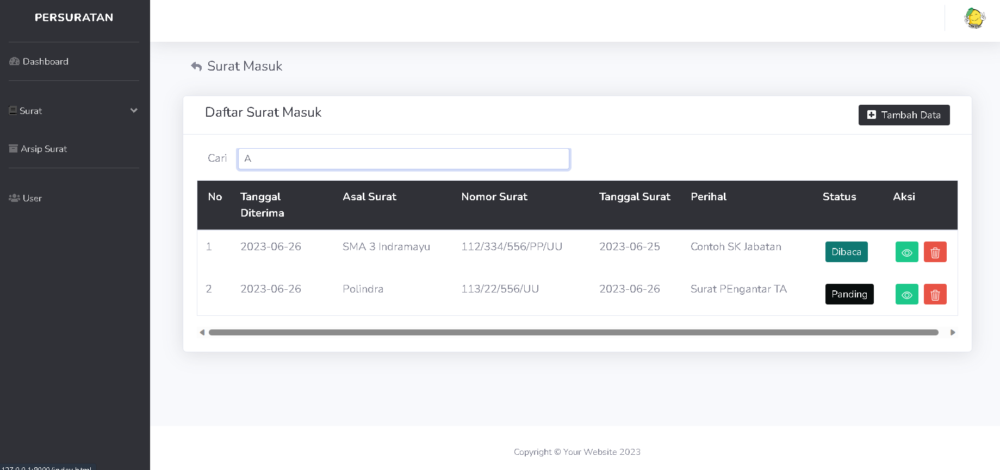 PERSURATAN
Dashboard
Surat
Arsip Surat
User
Surat Masuk
Daftar Surat Masuk
Tambah Data
Cari A
No Tanggal Diterima Asal Surat Nomor Surat Tanggal Surat Perihal Status Aksi
1 2023-06-26 SMA 3 Indramayu 112/334/556/PP/UU 2023-06-25 Contoh SK Jabatan Dibaca
2 2023-06-26 Polindra 113/22/556/UU 2023-06-26 Surat PEngantar TA Panding
Copyright © Your Website 2023
127.0.0.1:8000/index.html